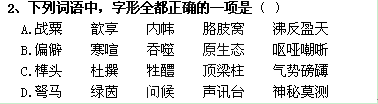 2、下列词语中，字形全都正确的一项是（ ）
A.战粟 歆享 内帏 胳肢窝 沸反盈天
B.偏僻 寒喧 吞噬 原生态 呕哑嘲哳
C.榫头 杜撰 牲醴 顶梁柱 气势磅礴
D.驽马 绿茵 问候 声讯台 神秘莫测